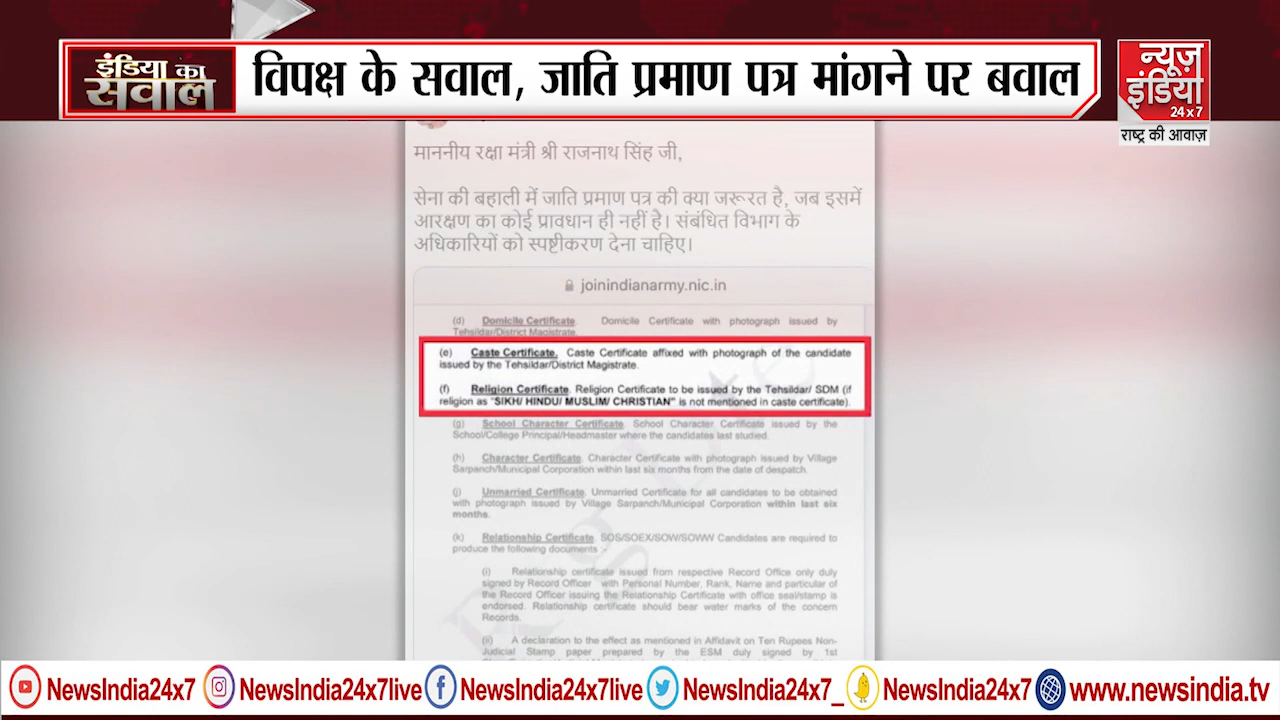 इंडिया का
सवाल
विपक्ष के सवाल, जाति प्रमाण पत्र मांगने पर बवाल
न्यूज़
इंडिया
24x7
राष्ट्र की आवाज़
माननीय रक्षा मंत्री श्री राजनाथ सिंह जी,
सेना की बहाली में जाति प्रमाण पत्र की क्या जरूरत है, जब इसमें
आरक्षण का कोई प्रावधान ही नहीं है। संबंधित विभाग के
अधिकारियों को स्पष्टीकरण देना चाहिए।
joinindianarmy.nic.in
(d) Domicile Certificate. Domicile Certificate with photograph issued by
Tehsildar/District Magistrate.
(e) Caste Certificate. Caste Certificate affixed with photograph of the candidate
issued by the Tehsildar/District Magistrate.
(f) Religion Certificate. Religion Certificate to be issued by the Tehsildar/ SDM (if
religion as "SIKH/ HINDU/ MUSLIM/ CHRISTIAN" is not mentioned in caste certificate).
(g) School Character Certificate. School Character Certificate issued by the
School/College Principal/Headmaster where the candidates last studied.
(h) Character Certificate. Character Certificate with photograph issued by Village
Sarpanch/Municipal Corporation within last six months from the date of despatch.
(j) Unmarried Certificate. Unmarried Certificate for all candidates to be obtained
with photograph issued by Village Sarpanch/Municipal Corporation within last six
months.
(k) Relationship Certificate. SOS/SOEX/SOW/SOWW Candidates are required to
produce the following documents :-
(i) Relationship certificate issued from respective Record Office only duly
signed by Record Officer with Personal Number, Rank, Name and particular of
the Record Officer issuing the Relationship Certificate with office seal/stamp is
endorsed. Relationship certificate should bear water marks of the concern
Records.
(ii) A declaration to the effect as mentioned in Affidavit on Ten Rupees Non-
Judicial Stamp paper prepared by the ESM duly signed by 1st
NewsIndia24x7
NewsIndia24x7live
NewsIndia24x7live
NewsIndia24x7_
NewsIndia24x7
www.newsindia.tv